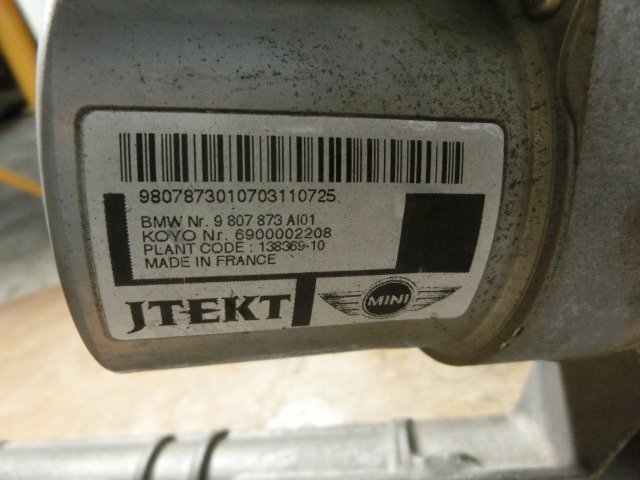 9807873010703110725
BMW Nr. 9 807 873 AI01
KOYO Nr. 6900002208
PLANT CODE : 138369-10
MADE IN FRANCE
JTEKT
MINI